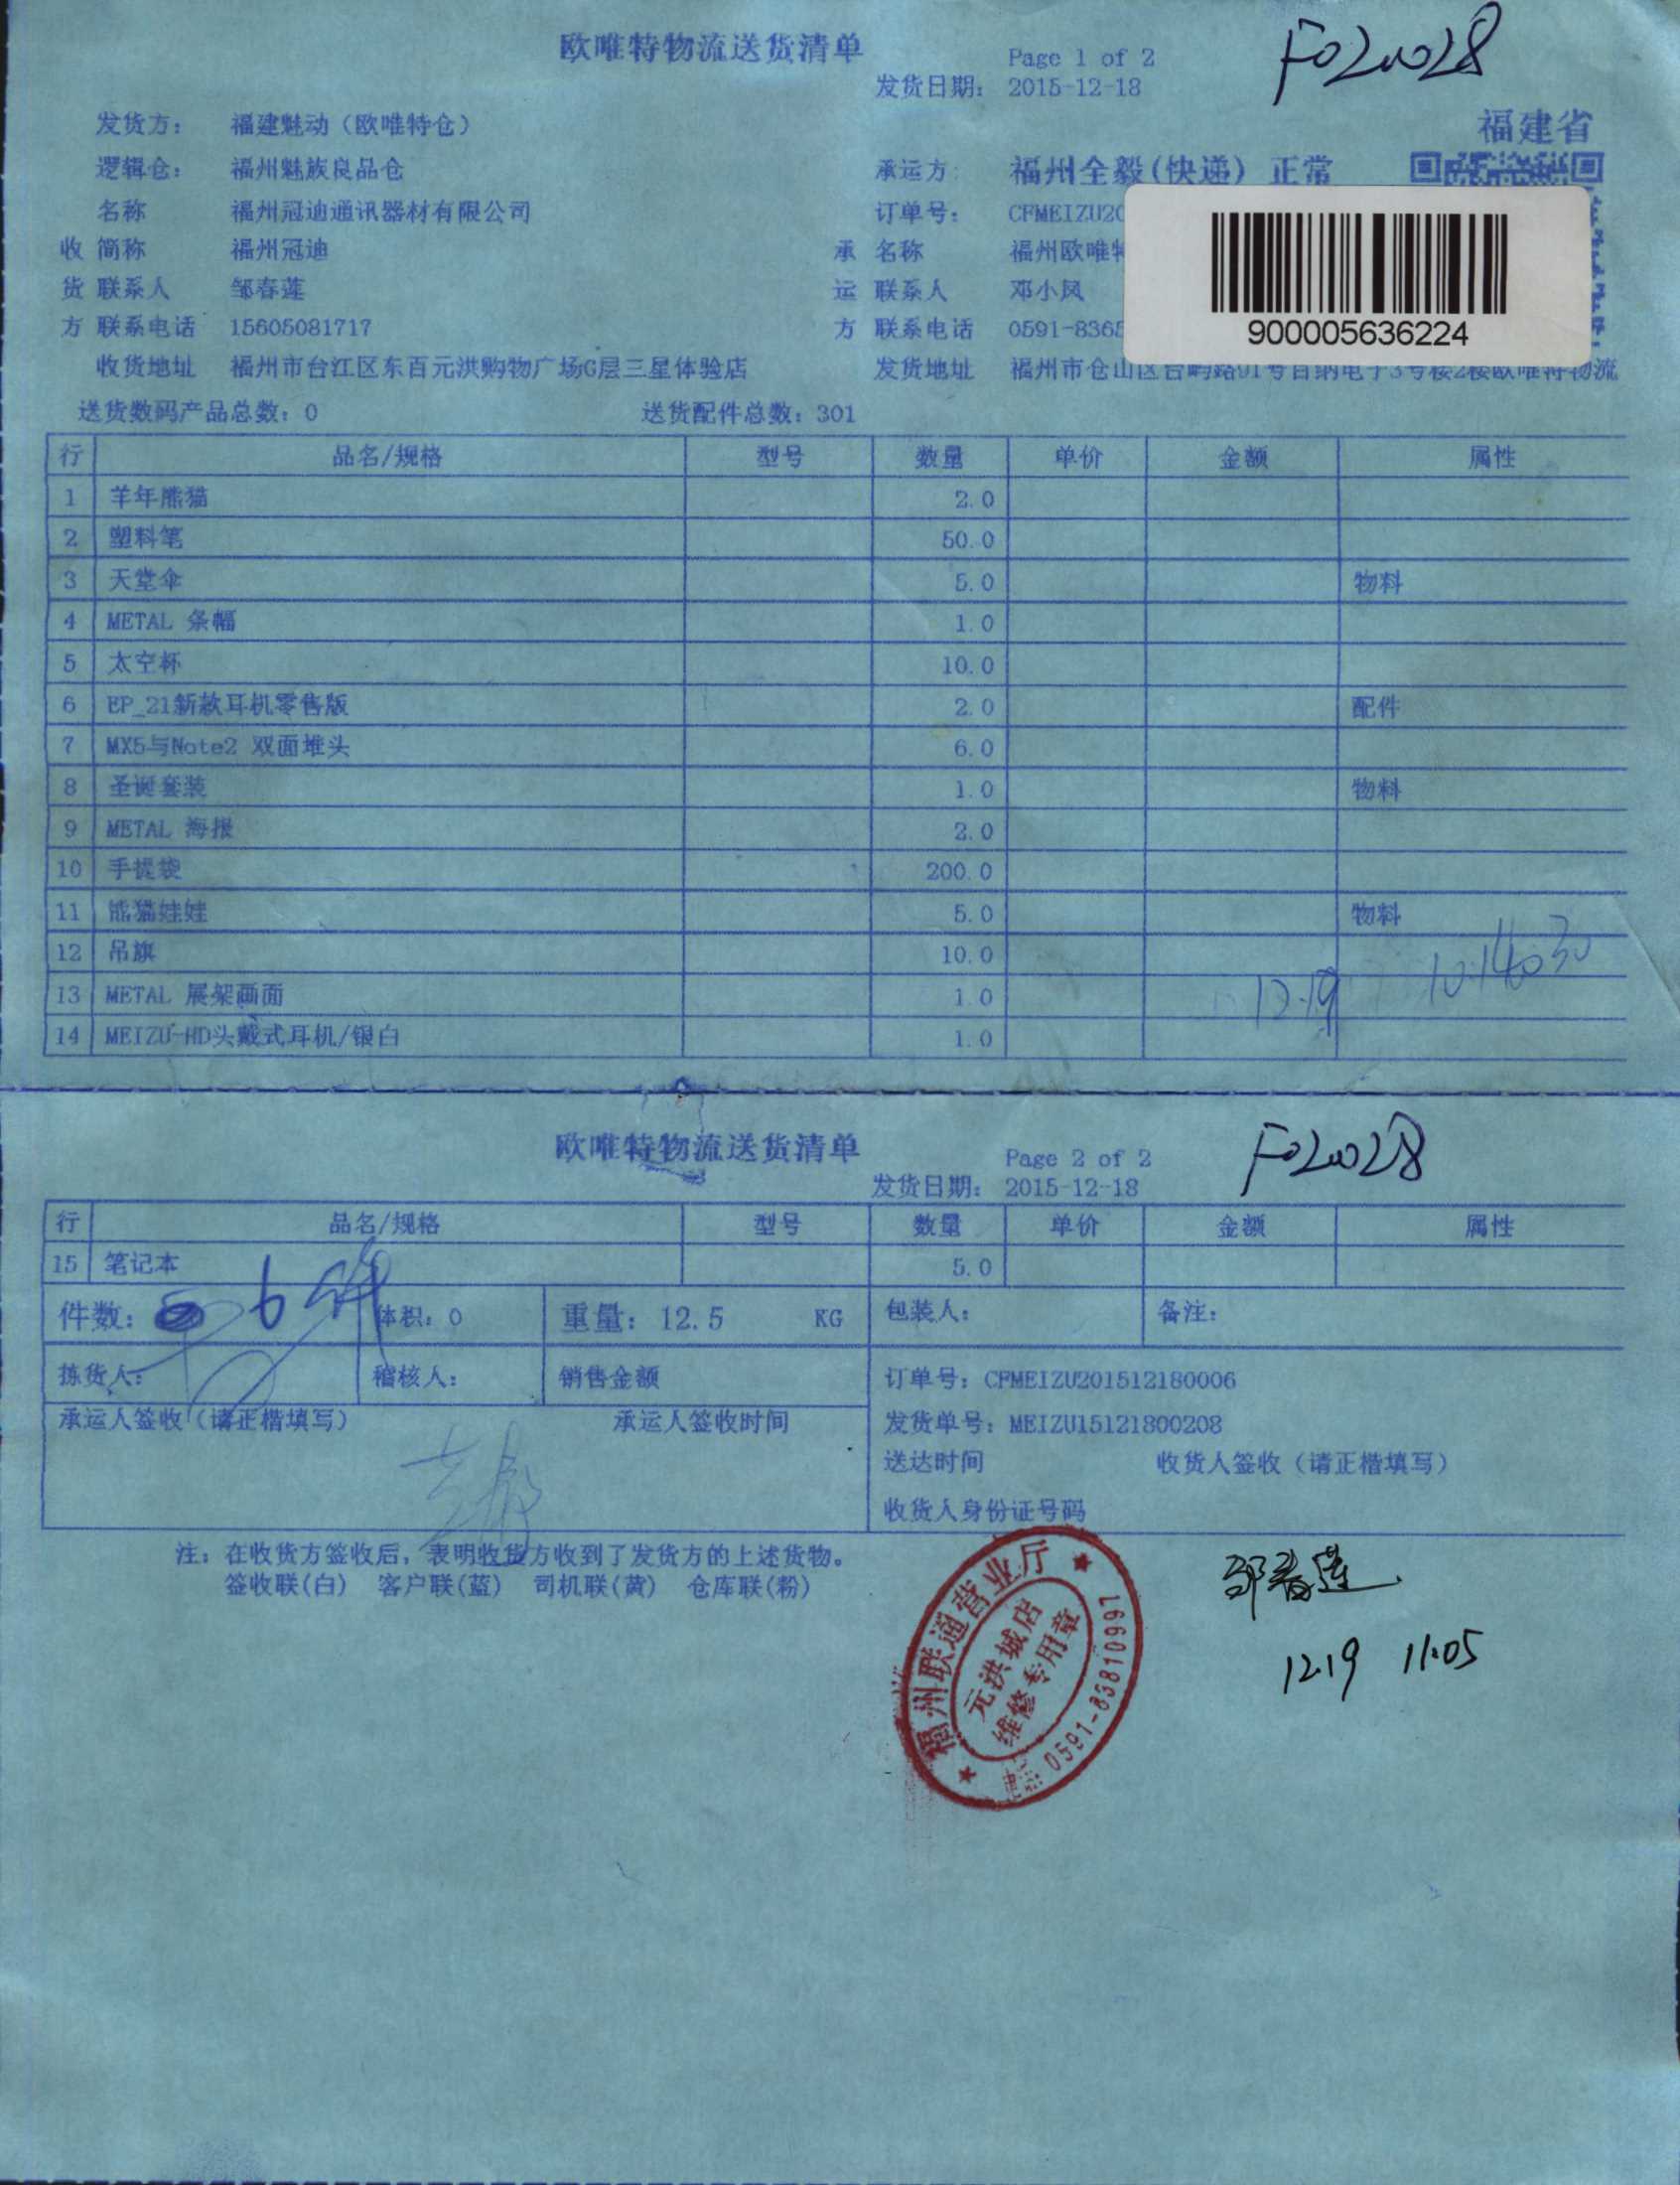 欧唯特物流送货清单
Page 1 of 2
发货日期： 2015-12-18
福建省
发货方： 福建魅动（欧唯特仓）
逻辑仓： 福州魅族良品仓 承运方： 福州全毅(快递) 正常
名称 福州冠迪通讯器材有限公司 订单号： CFMEIZU20
收 简称 福州冠迪 承 名称 福州欧唯特
货 联系人 邹春莲 运 联系人 邓小凤
方 联系电话 15605081717 方 联系电话 0591-8365
900005636224
收货地址 福州市台江区东百元洪购物广场G层三星体验店 发货地址 福州市仓山区
送货数码产品总数：0 送货配件总数：301
行 品名/规格 型号 数量 单价 金额 属性
1 羊年熊猫 2.0
2 塑料笔 50.0
3 天堂伞 5.0 物料
4 METAL 条幅 1.0
5 太空杯 10.0
6 EP_21新款耳机零售版 2.0 配件
7 MX5与Note2 双面堆头 6.0
8 圣诞套装 1.0 物料
9 METAL 海报 2.0
10 手提袋 200.0
11 熊猫娃娃 5.0 物料
12 吊旗 10.0
13 METAL 展架画面 1.0
12.19
14 MEIZU-HD头戴式耳机/银白 1.0
欧唯特物流送货清单
Page 2 of 2
发货日期： 2015-12-18
行 品名/规格 型号 数量 单价 金额 属性
15 笔记本 5.0
件数： 6件 体积：0 重量：12.5 KG 包装人： 备注：
拣货人： 稽核人： 销售金额 订单号：CFMEIZU201512180006
承运人签收（请正楷填写） 承运人签收时间 发货单号：MEIZU15121800208
送达时间 收货人签收（请正楷填写）
收货人身份证号码
注：在收货方签收后，表明收货方收到了发货方的上述货物。
签收联(白) 客户联(蓝) 司机联(黄) 仓库联(粉)
福州联通营业厅
元洪城店
维修专用章
电话:0591-83810991
邹春莲
12.19 11:05